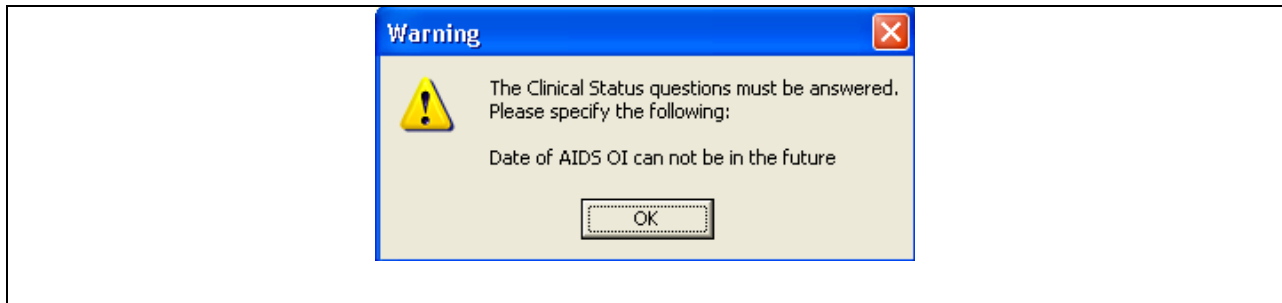 Warning
The Clinical Status questions must be answered.
Please specify the following:
Date of AIDS OI can not be in the future
OK